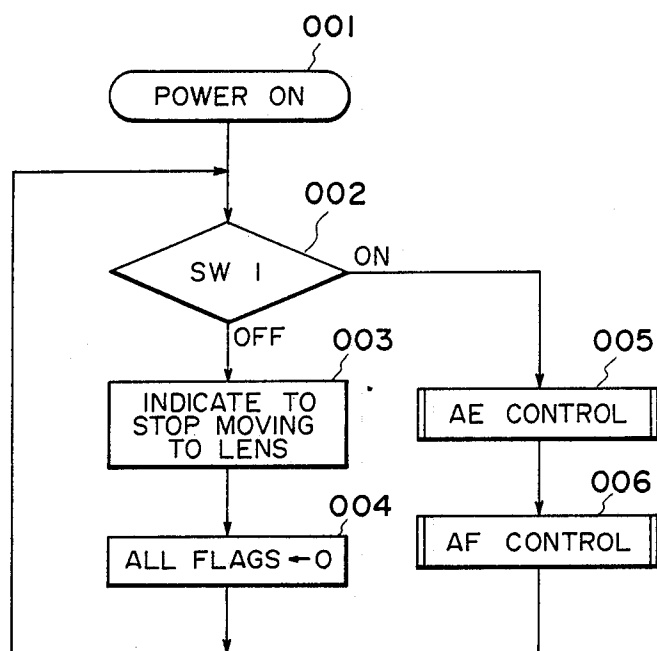 001
POWER ON
002
SW 1
ON
OFF
003
INDICATE TO
STOP MOVING
TO LENS
004
ALL FLAGS ← 0
005
AE CONTROL
006
AF CONTROL